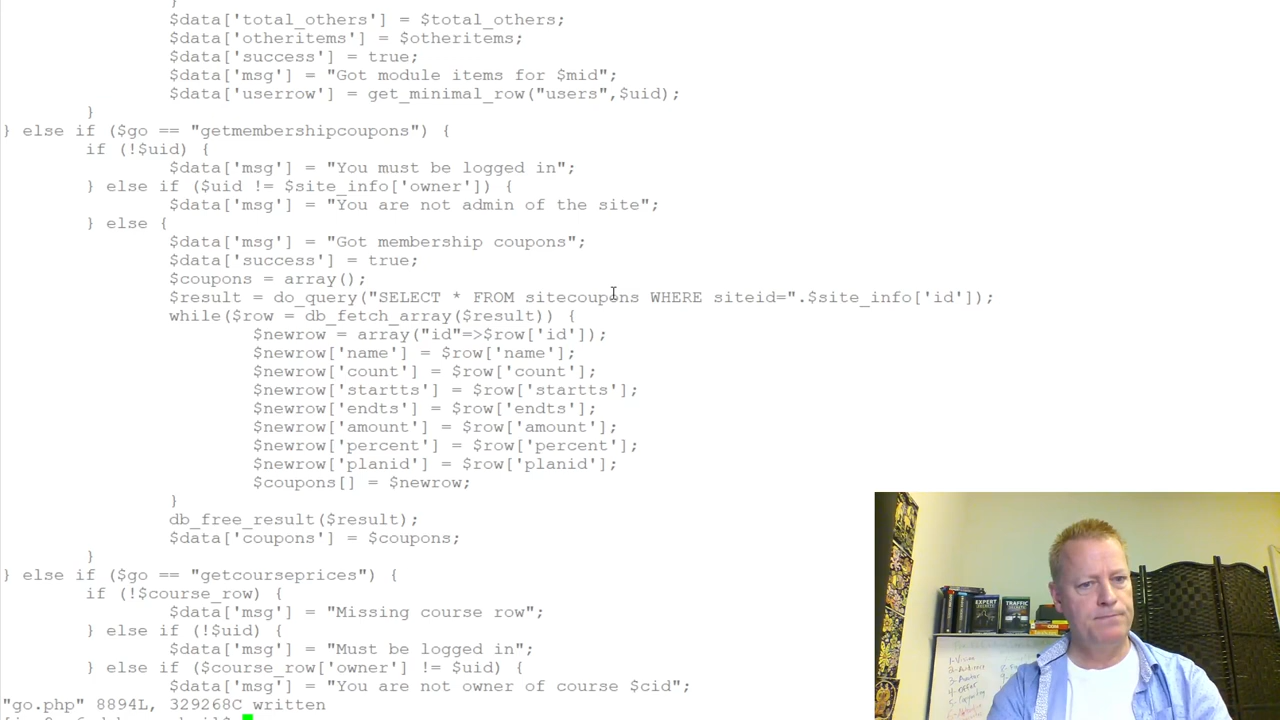 }
$data['total_others'] = $total_others;
$data['otheritems'] = $otheritems;
$data['success'] = true;
$data['msg'] = "Got module items for $mid";
$data['userrow'] = get_minimal_row("users",$uid);
}
} else if ($go == "getmembershipcoupons") {
if (!$uid) {
$data['msg'] = "You must be logged in";
} else if ($uid != $site_info['owner']) {
$data['msg'] = "You are not admin of the site";
} else {
$data['msg'] = "Got membership coupons";
$data['success'] = true;
$coupons = array();
$result = do_query("SELECT * FROM sitecoupons WHERE siteid=".$site_info['id']);
while($row = db_fetch_array($result)) {
$newrow = array("id"=>$row['id']);
$newrow['name'] = $row['name'];
$newrow['count'] = $row['count'];
$newrow['startts'] = $row['startts'];
$newrow['endts'] = $row['endts'];
$newrow['amount'] = $row['amount'];
$newrow['percent'] = $row['percent'];
$newrow['planid'] = $row['planid'];
$coupons[] = $newrow;
}
db_free_result($result);
$data['coupons'] = $coupons;
}
} else if ($go == "getcourseprices") {
if (!$course_row) {
$data['msg'] = "Missing course row";
} else if (!$uid) {
$data['msg'] = "Must be logged in";
} else if ($course_row['owner'] != $uid) {
$data['msg'] = "You are not owner of course $cid";
"go.php" 8894L, 329268C written
EXPERT
TRAFFIC